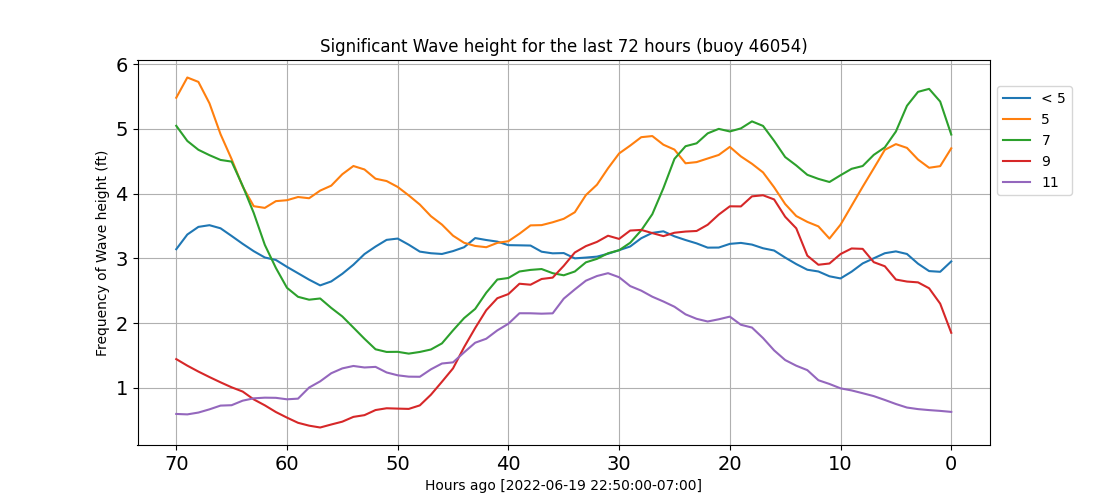 Significant Wave height for the last 72 hours (buoy 46054)
Frequency of Wave height (ft)
6
5
4
3
2
1
70 60 50 40 30 20 10 0
Hours ago [2022-06-19 22:50:00-07:00]
< 5
5
7
9
11